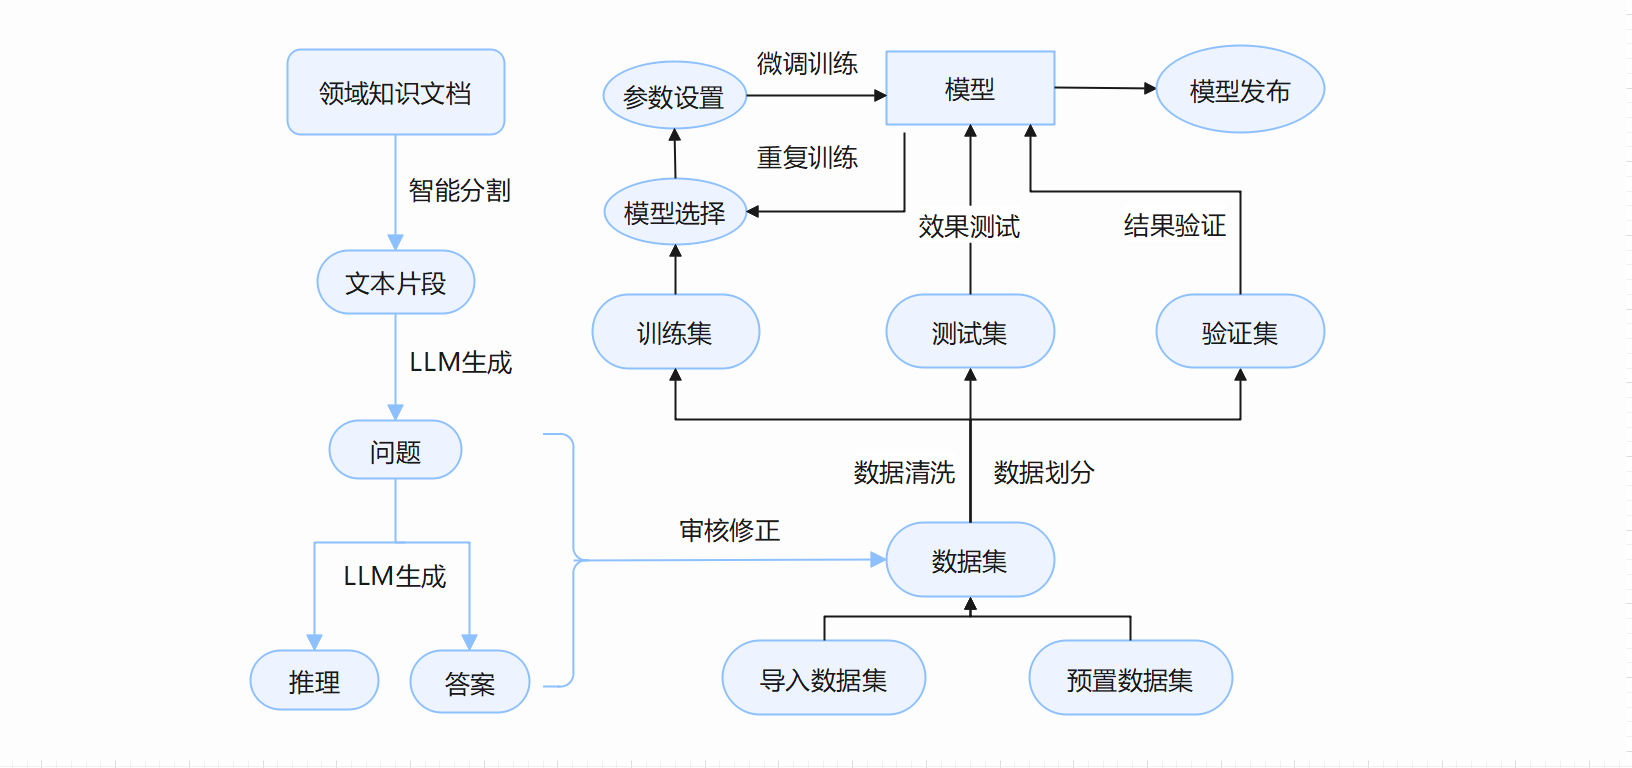 领域知识文档
智能分割
文本片段
LLM生成
问题
LLM生成
推理
答案
审核修正
微调训练
参数设置
模型
模型发布
重复训练
模型选择
效果测试
结果验证
训练集
测试集
验证集
数据清洗
数据划分
数据集
导入数据集
预置数据集